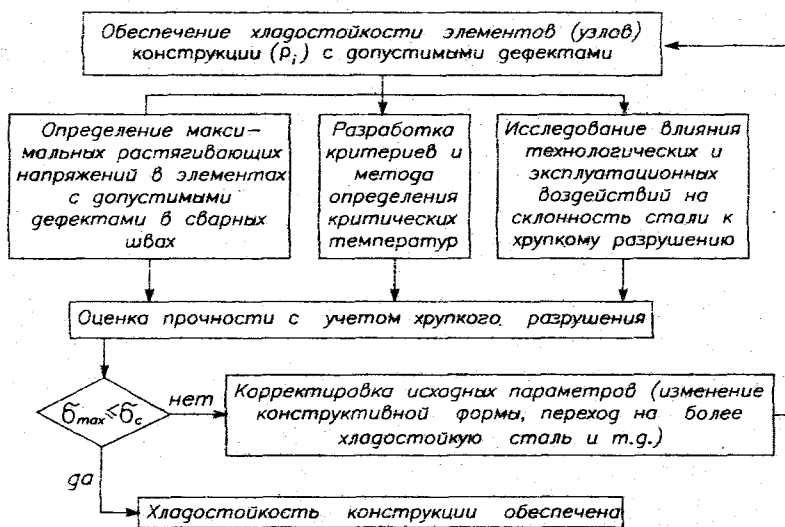 Обеспечение хладостойкости элементов (узлов)
конструкции (Pi) с допустимыми дефектами
Определение макси-
мальных растягивающих
напряжений в элементах
с допустимыми
дефектами в сварных
швах
Разработка
критериев и
метода
определения
критических
температур
Исследование влияния
технологических и
эксплуатационных
воздействий на
склонность стали к
хрупкому разрушению
Оценка прочности с учетом хрупкого разрушения
σmax≤σc
нет
Корректировка исходных параметров (изменение
конструктивной формы, переход на более
хладостойкую сталь и т.д.)
да
Хладостойкость конструкции обеспечена